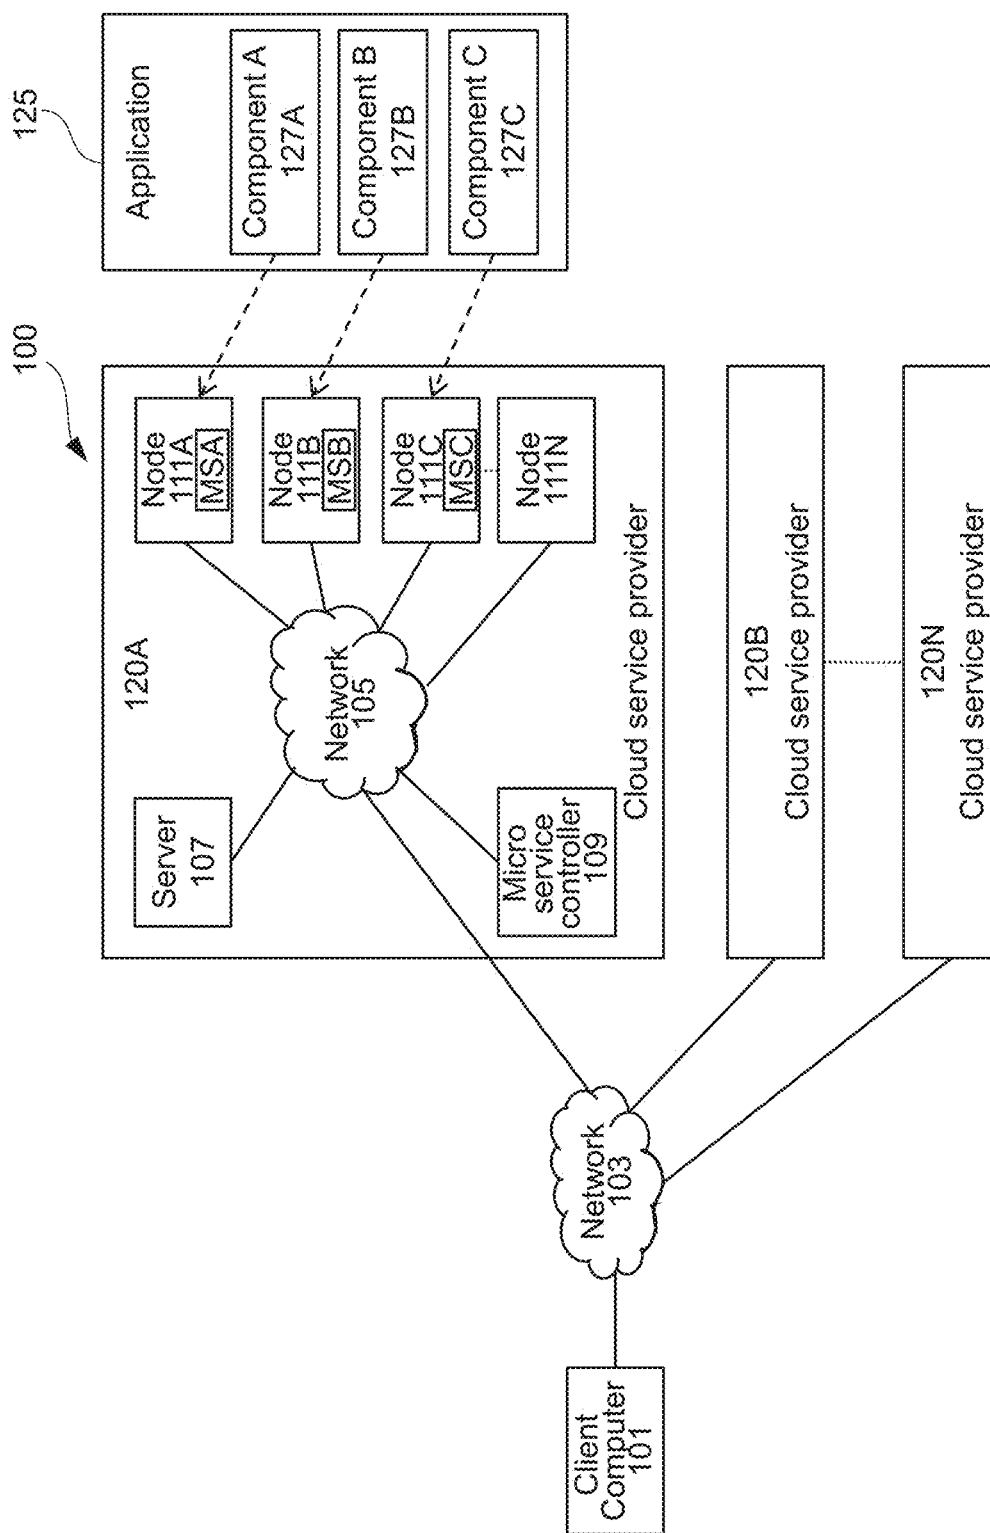 100
125
Application
Component A
127A
Component B
127B
Component C
127C
120A
Server
107
Network
105
Node
111A
MSA
Node
111B
MSB
Node
111C
MSC
Node
111N
Micro
service
controller
109
Cloud service provider
Client
Computer
101
Network
103
120B
Cloud service provider
120N
Cloud service provider